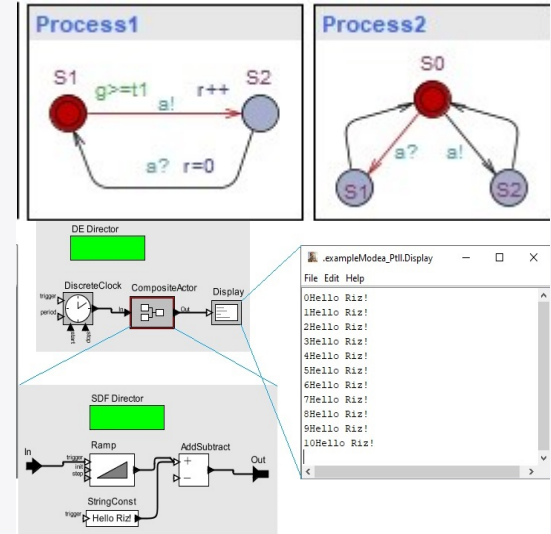 Process1
S1
g>=t1
a!
r++
S2
a? r=0
Process2
S0
a?
a!
S1
S2
DE Director
DiscreteClock
CompositeActor
Display
trigger
period
start
stop
In
Out
.exampleModea_PtII.Display
File Edit Help
0Hello Riz!
1Hello Riz!
2Hello Riz!
3Hello Riz!
4Hello Riz!
5Hello Riz!
6Hello Riz!
7Hello Riz!
8Hello Riz!
9Hello Riz!
10Hello Riz!
SDF Director
In
Ramp
trigger
init
step
AddSubtract
Out
StringConst
trigger
Hello Riz!